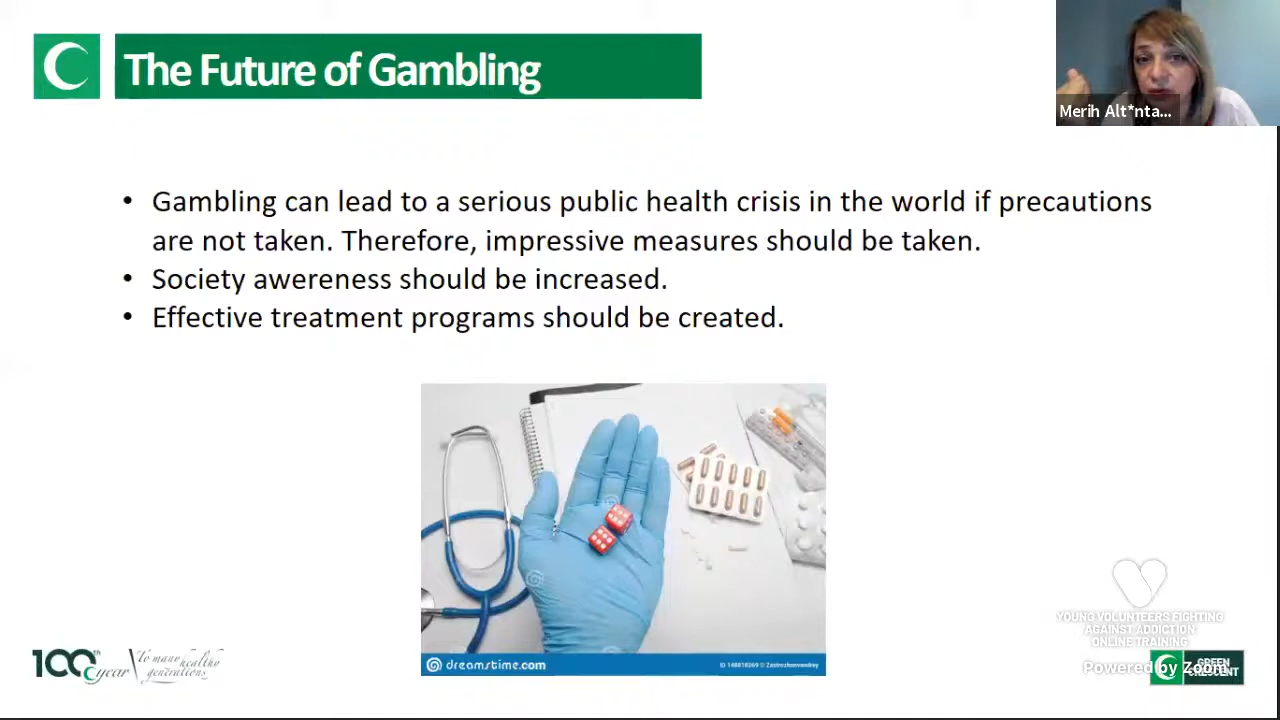 The Future of Gambling
Merih Alt*nta...
• Gambling can lead to a serious public health crisis in the world if precautions
are not taken. Therefore, impressive measures should be taken.
• Society awereness should be increased.
• Effective treatment programs should be created.
dreamstime.com
100th year
To many healthy
generations
YOUNG VOLUNTEERS FIGHTING
AGAINST ADDICTION
ONLINE TRAINING
Powered by Zoom
GREEN
CRESCENT